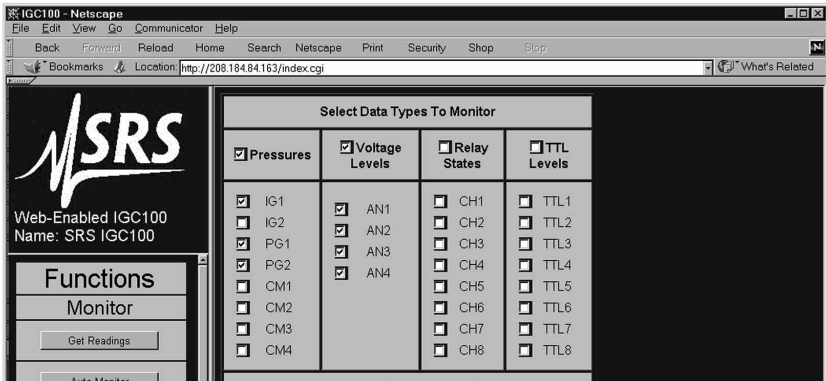 IGC100 - Netscape
File Edit View Go Communicator Help
Back Forward Reload Home Search Netscape Print Security Shop Stop
N
Bookmarks Location: http://208.184.84.163/index.cgi What's Related
SRS
Web-Enabled IGC100
Name: SRS IGC100
Functions
Monitor
Get Readings
Auto Monitor
Select Data Types To Monitor
Pressures Voltage Levels Relay States TTL Levels
IG1 AN1 CH1 TTL1
IG2 AN2 CH2 TTL2
PG1 AN3 CH3 TTL3
PG2 AN4 CH4 TTL4
CM1 CH5 TTL5
CM2 CH6 TTL6
CM3 CH7 TTL7
CM4 CH8 TTL8